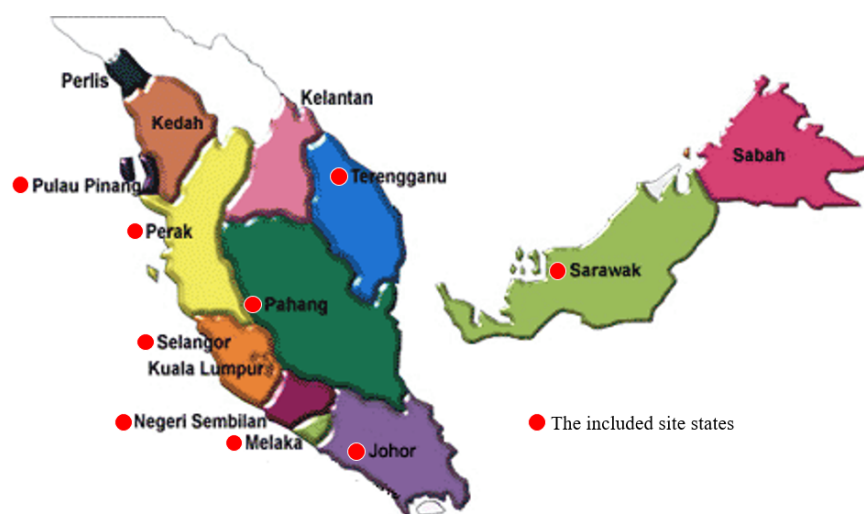 Perlis
Kelantan
Kedah
Sabah
Pulau Pinang
Terengganu
Perak
Sarawak
Pahang
Selangor
Kuala Lumpur
Negeri Sembilan
The included site states
Melaka
Johor